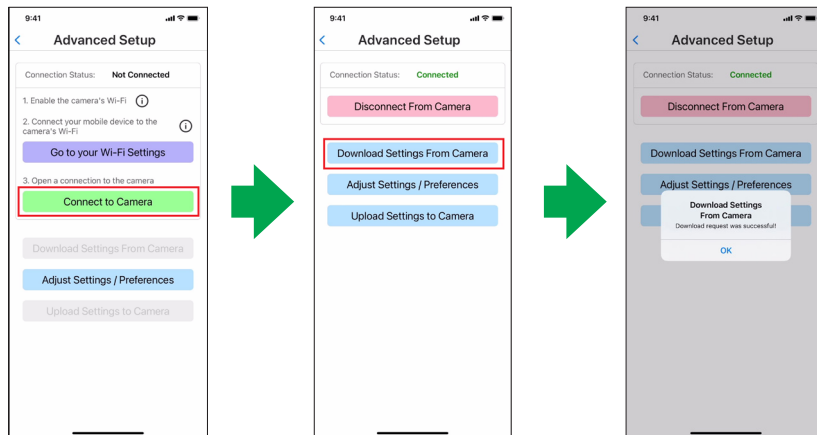 9:41
Advanced Setup
Connection Status: Not Connected
1. Enable the camera's Wi-Fi
2. Connect your mobile device to the
camera's Wi-Fi
Go to your Wi-Fi Settings
3. Open a connection to the camera
Connect to Camera
Download Settings From Camera
Adjust Settings / Preferences
Upload Settings to Camera
9:41
Advanced Setup
Connection Status: Connected
Disconnect From Camera
Download Settings From Camera
Adjust Settings / Preferences
Upload Settings to Camera
9:41
Advanced Setup
Connection Status: Connected
Disconnect From Camera
Download Settings From Camera
Adjust Settings / Preferences
Download Settings
From Camera
Download request was successful!
OK